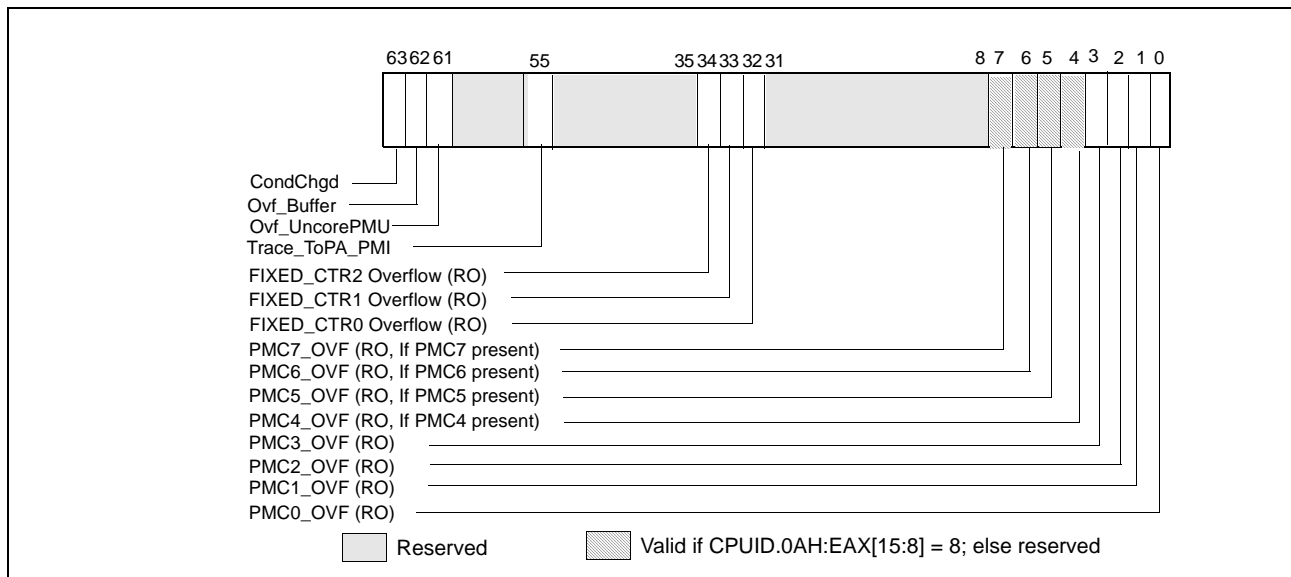 63 62 61 55 35 34 33 32 31 8 7 6 5 4 3 2 1 0
CondChgd
Ovf_Buffer
Ovf_UncorePMU
Trace_ToPA_PMI
FIXED_CTR2 Overflow (RO)
FIXED_CTR1 Overflow (RO)
FIXED_CTR0 Overflow (RO)
PMC7_OVF (RO, If PMC7 present)
PMC6_OVF (RO, If PMC6 present)
PMC5_OVF (RO, If PMC5 present)
PMC4_OVF (RO, If PMC4 present)
PMC3_OVF (RO)
PMC2_OVF (RO)
PMC1_OVF (RO)
PMC0_OVF (RO)
Reserved Valid if CPUID.0AH:EAX[15:8] = 8; else reserved